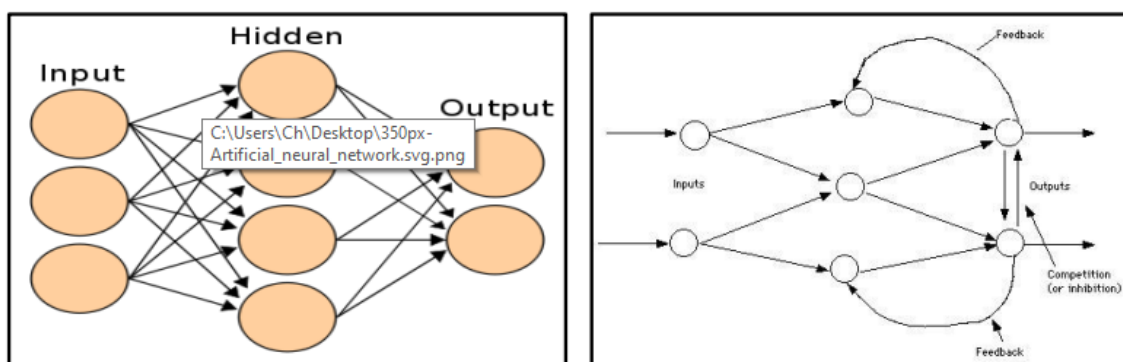 Hidden
Input
Output
C:\Users\Ch\Desktop\350px-
Artificial_neural_network.svg.png
Feedback
Inputs
Outputs
Competition
(or inhibition)
Feedback